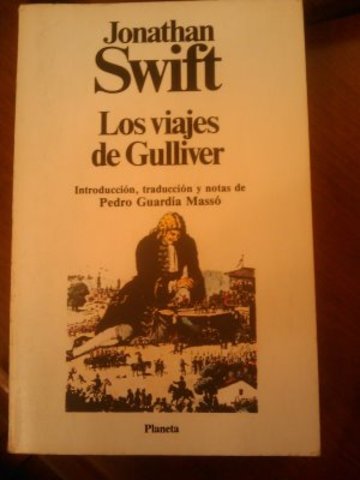 Jonathan
Swift
Los viajes
de Gulliver
Introducción, traducción y notas de
Pedro Guardia Massó
Planeta